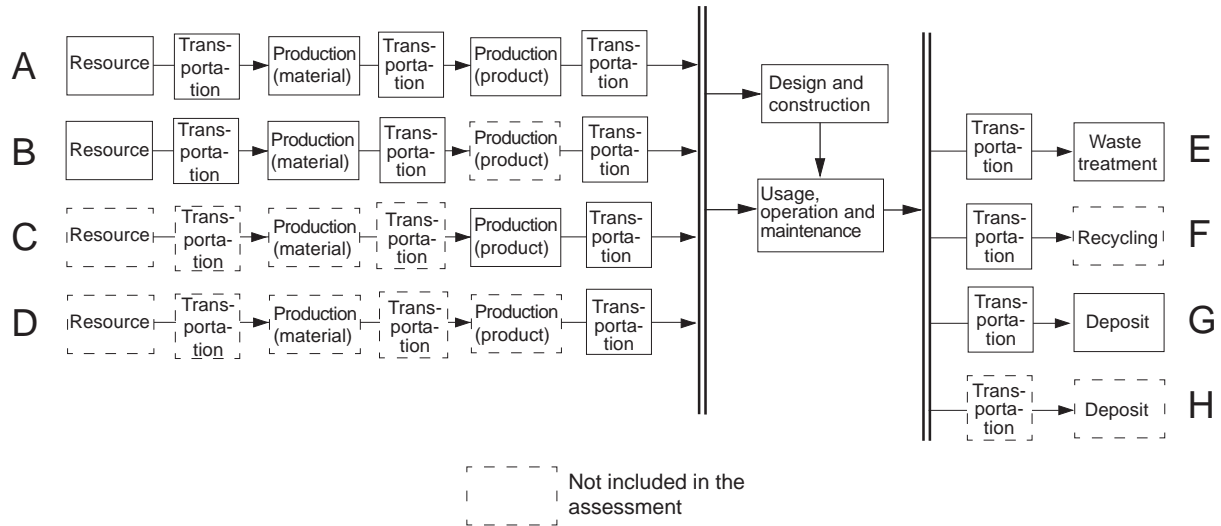 A
Resource
Trans-
porta-
tion
Production
(material)
Trans-
porta-
tion
Production
(product)
Trans-
porta-
tion
B
Resource
Trans-
porta-
tion
Production
(material)
Trans-
porta-
tion
Production
(product)
Trans-
porta-
tion
C
Resource
Trans-
porta-
tion
Production
(material)
Trans-
porta-
tion
Production
(product)
Trans-
porta-
tion
D
Resource
Trans-
porta-
tion
Production
(material)
Trans-
porta-
tion
Production
(product)
Trans-
porta-
tion
Design and
construction
Usage,
operation and
maintenance
Trans-
porta-
tion
Waste
treatment
E
Trans-
porta-
tion
Recycling
F
Trans-
porta-
tion
Deposit
G
Trans-
porta-
tion
Deposit
H
Not included in the
assessment